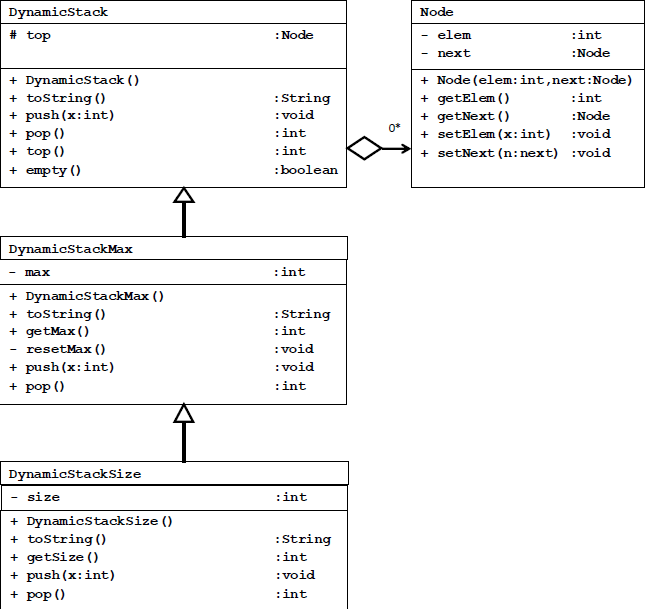 DynamicStack
# top :Node
+ DynamicStack()
+ toString() :String
+ push(x:int) :void
+ pop() :int
+ top() :int
+ empty() :boolean
0*
Node
- elem :int
- next :Node
+ Node(elem:int,next:Node)
+ getElem() :int
+ getNext() :Node
+ setElem(x:int) :void
+ setNext(n:next) :void
DynamicStackMax
- max :int
+ DynamicStackMax()
+ toString() :String
+ getMax() :int
- resetMax() :void
+ push(x:int) :void
+ pop() :int
DynamicStackSize
- size :int
+ DynamicStackSize()
+ toString() :String
+ getSize() :int
+ push(x:int) :void
+ pop() :int